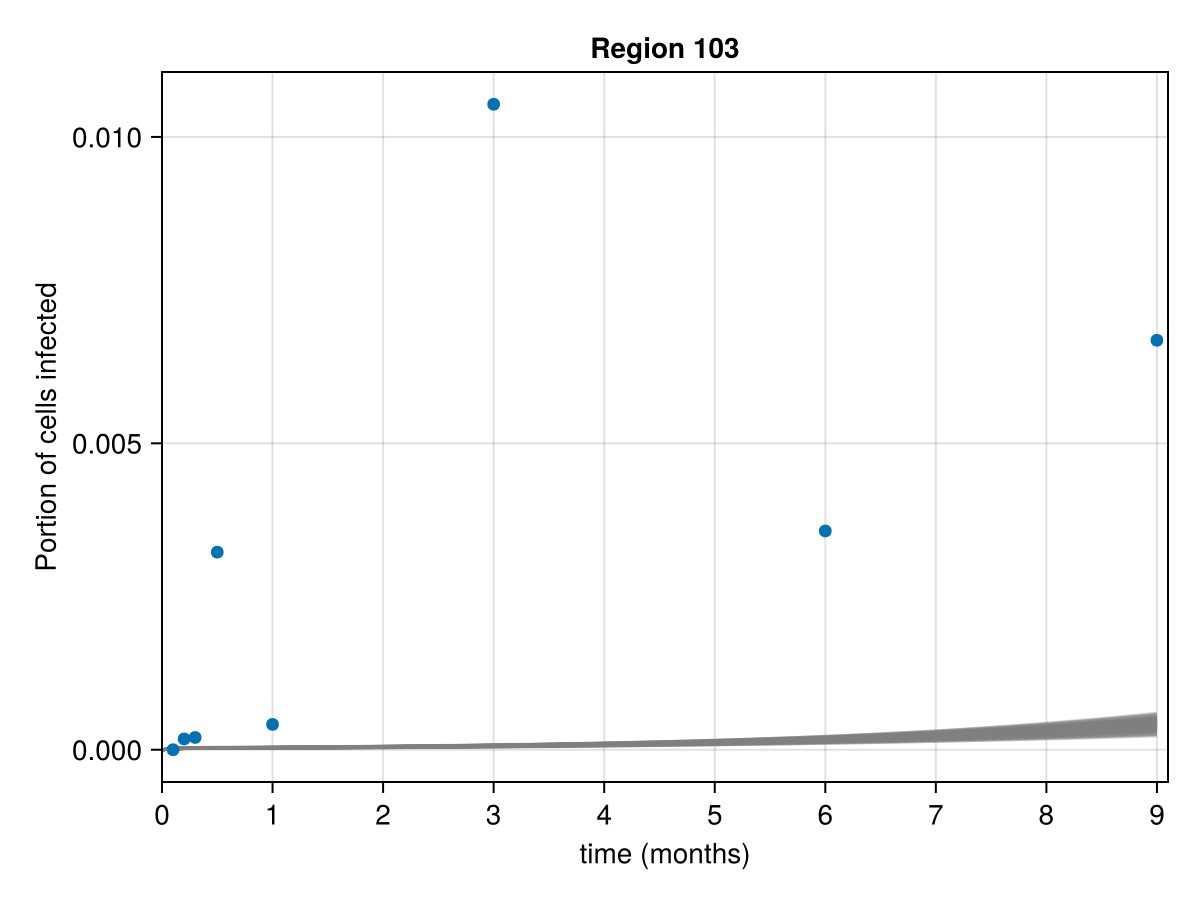 Region 103
Portion of cells infected
0.010
0.005
0.000
0 1 2 3 4 5 6 7 8 9
time (months)